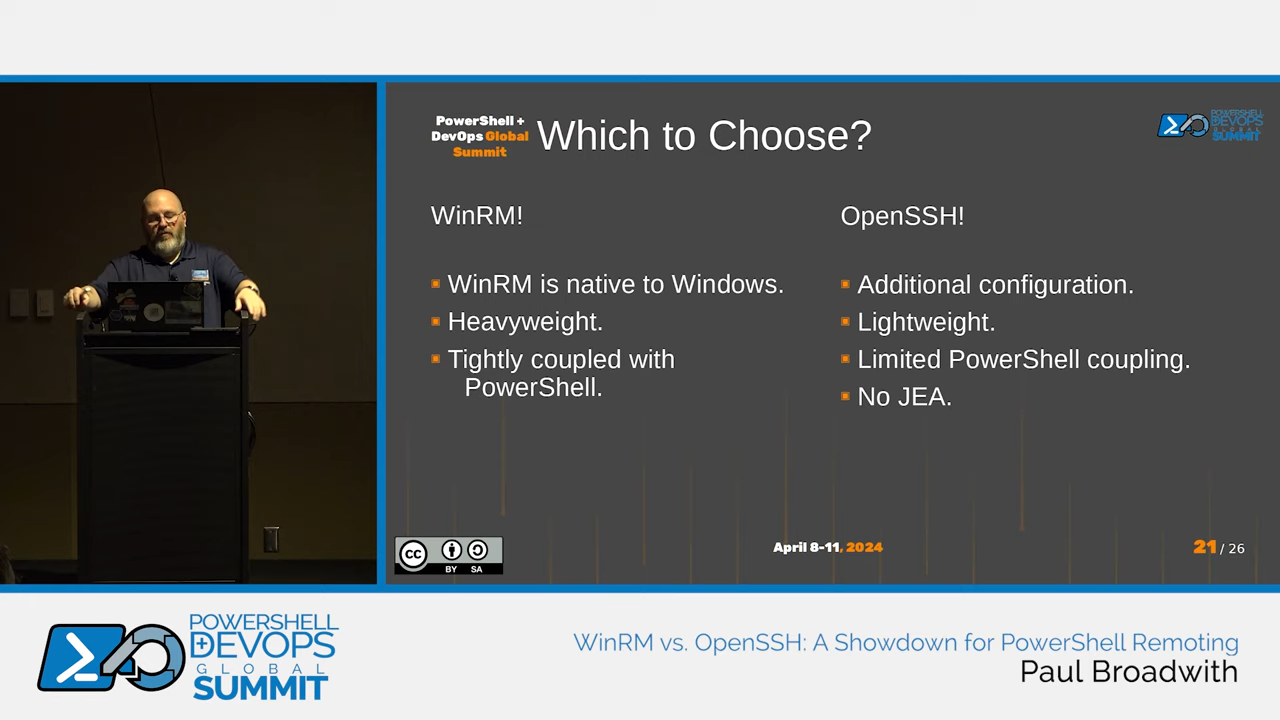 PowerShell +
DevOps Global
Summit
Which to Choose?
POWERSHELL
DEVOPS
GLOBAL
SUMMIT
WinRM!
WinRM is native to Windows.
Heavyweight.
Tightly coupled with
PowerShell.
OpenSSH!
Additional configuration.
Lightweight.
Limited PowerShell coupling.
No JEA.
cc
BY SA
April 8-11, 2024
21 / 26
POWERSHELL
+DEVOPS
GLOBAL
SUMMIT
WinRM vs. OpenSSH: A Showdown for PowerShell Remoting
Paul Broadwith